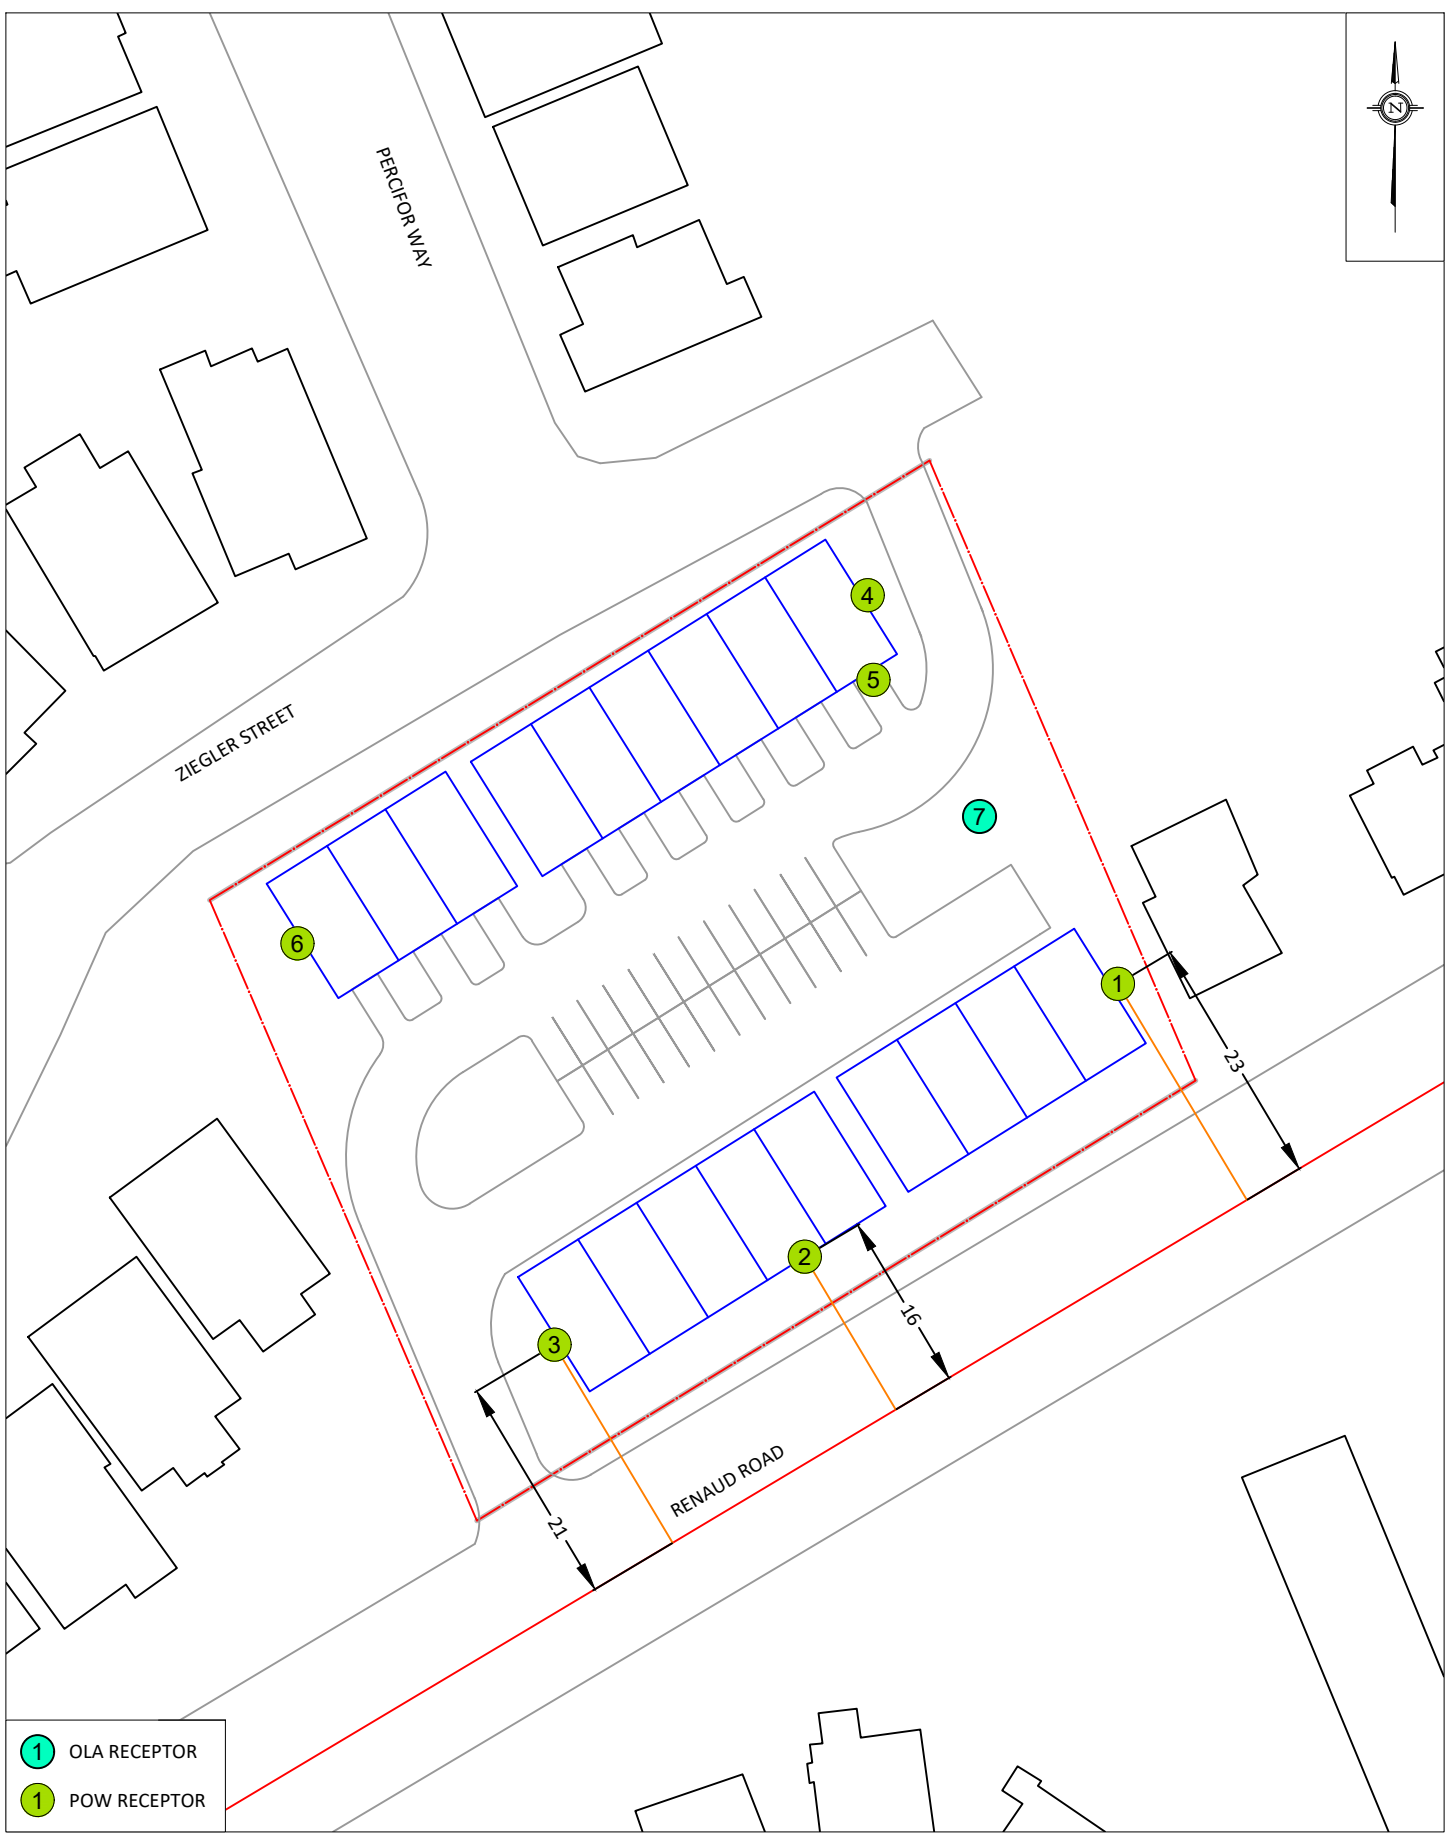 N
PERCIFOR WAY
4
5
ZIEGLER STREET
7
6
1
23
2
16
3
RENAUD ROAD
21
1 OLA RECEPTOR
1 POW RECEPTOR